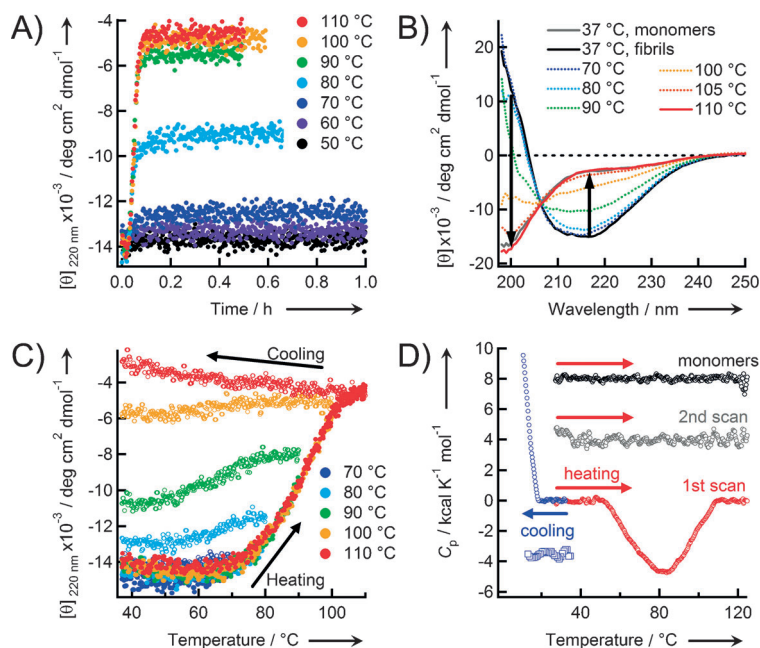 A)
-4
-6
-8
-10
-12
-14
[θ] 220 nm x10⁻³ / deg cm² dmol⁻¹
110 °C
100 °C
90 °C
80 °C
70 °C
60 °C
50 °C
0.0 0.2 0.4 0.6 0.8 1.0
Time / h
B)
20
10
0
-10
-20
[θ] x10⁻³ / deg cm² dmol⁻¹
37 °C, monomers
37 °C, fibrils
70 °C 100 °C
80 °C 105 °C
90 °C 110 °C
200 210 220 230 240 250
Wavelength / nm
C)
-4
-6
-8
-10
-12
-14
[θ] 220 nm x10⁻³ / deg cm² dmol⁻¹
Cooling
70 °C
80 °C
90 °C
100 °C
110 °C
Heating
40 60 80 100
Temperature / °C
D)
10
8
6
4
2
0
-2
-4
-6
Cp / kcal K⁻¹ mol⁻¹
monomers
2nd scan
heating
1st scan
cooling
0 40 80 120
Temperature / °C